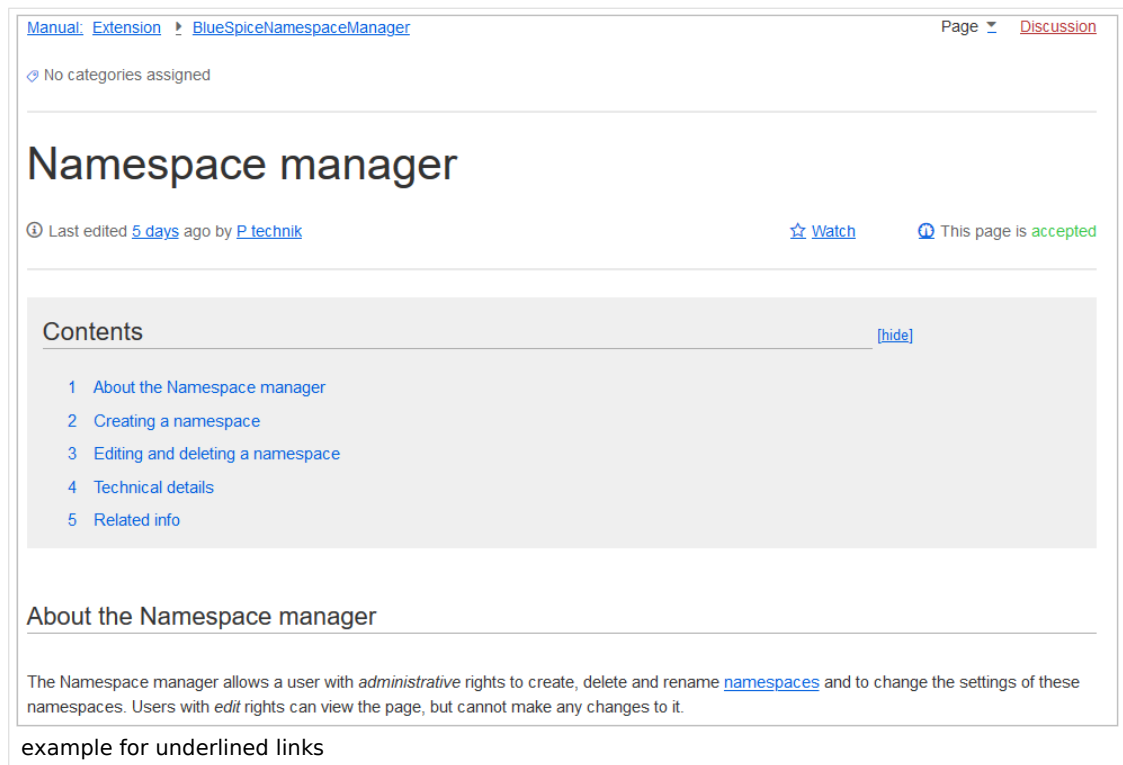 Manual: Extension BlueSpiceNamespaceManager Page Discussion
No categories assigned
Namespace manager
Last edited 5 days ago by P technik Watch This page is accepted
Contents [hide]
1 About the Namespace manager
2 Creating a namespace
3 Editing and deleting a namespace
4 Technical details
5 Related info
About the Namespace manager
The Namespace manager allows a user with administrative rights to create, delete and rename namespaces and to change the settings of these
namespaces. Users with edit rights can view the page, but cannot make any changes to it.
example for underlined links